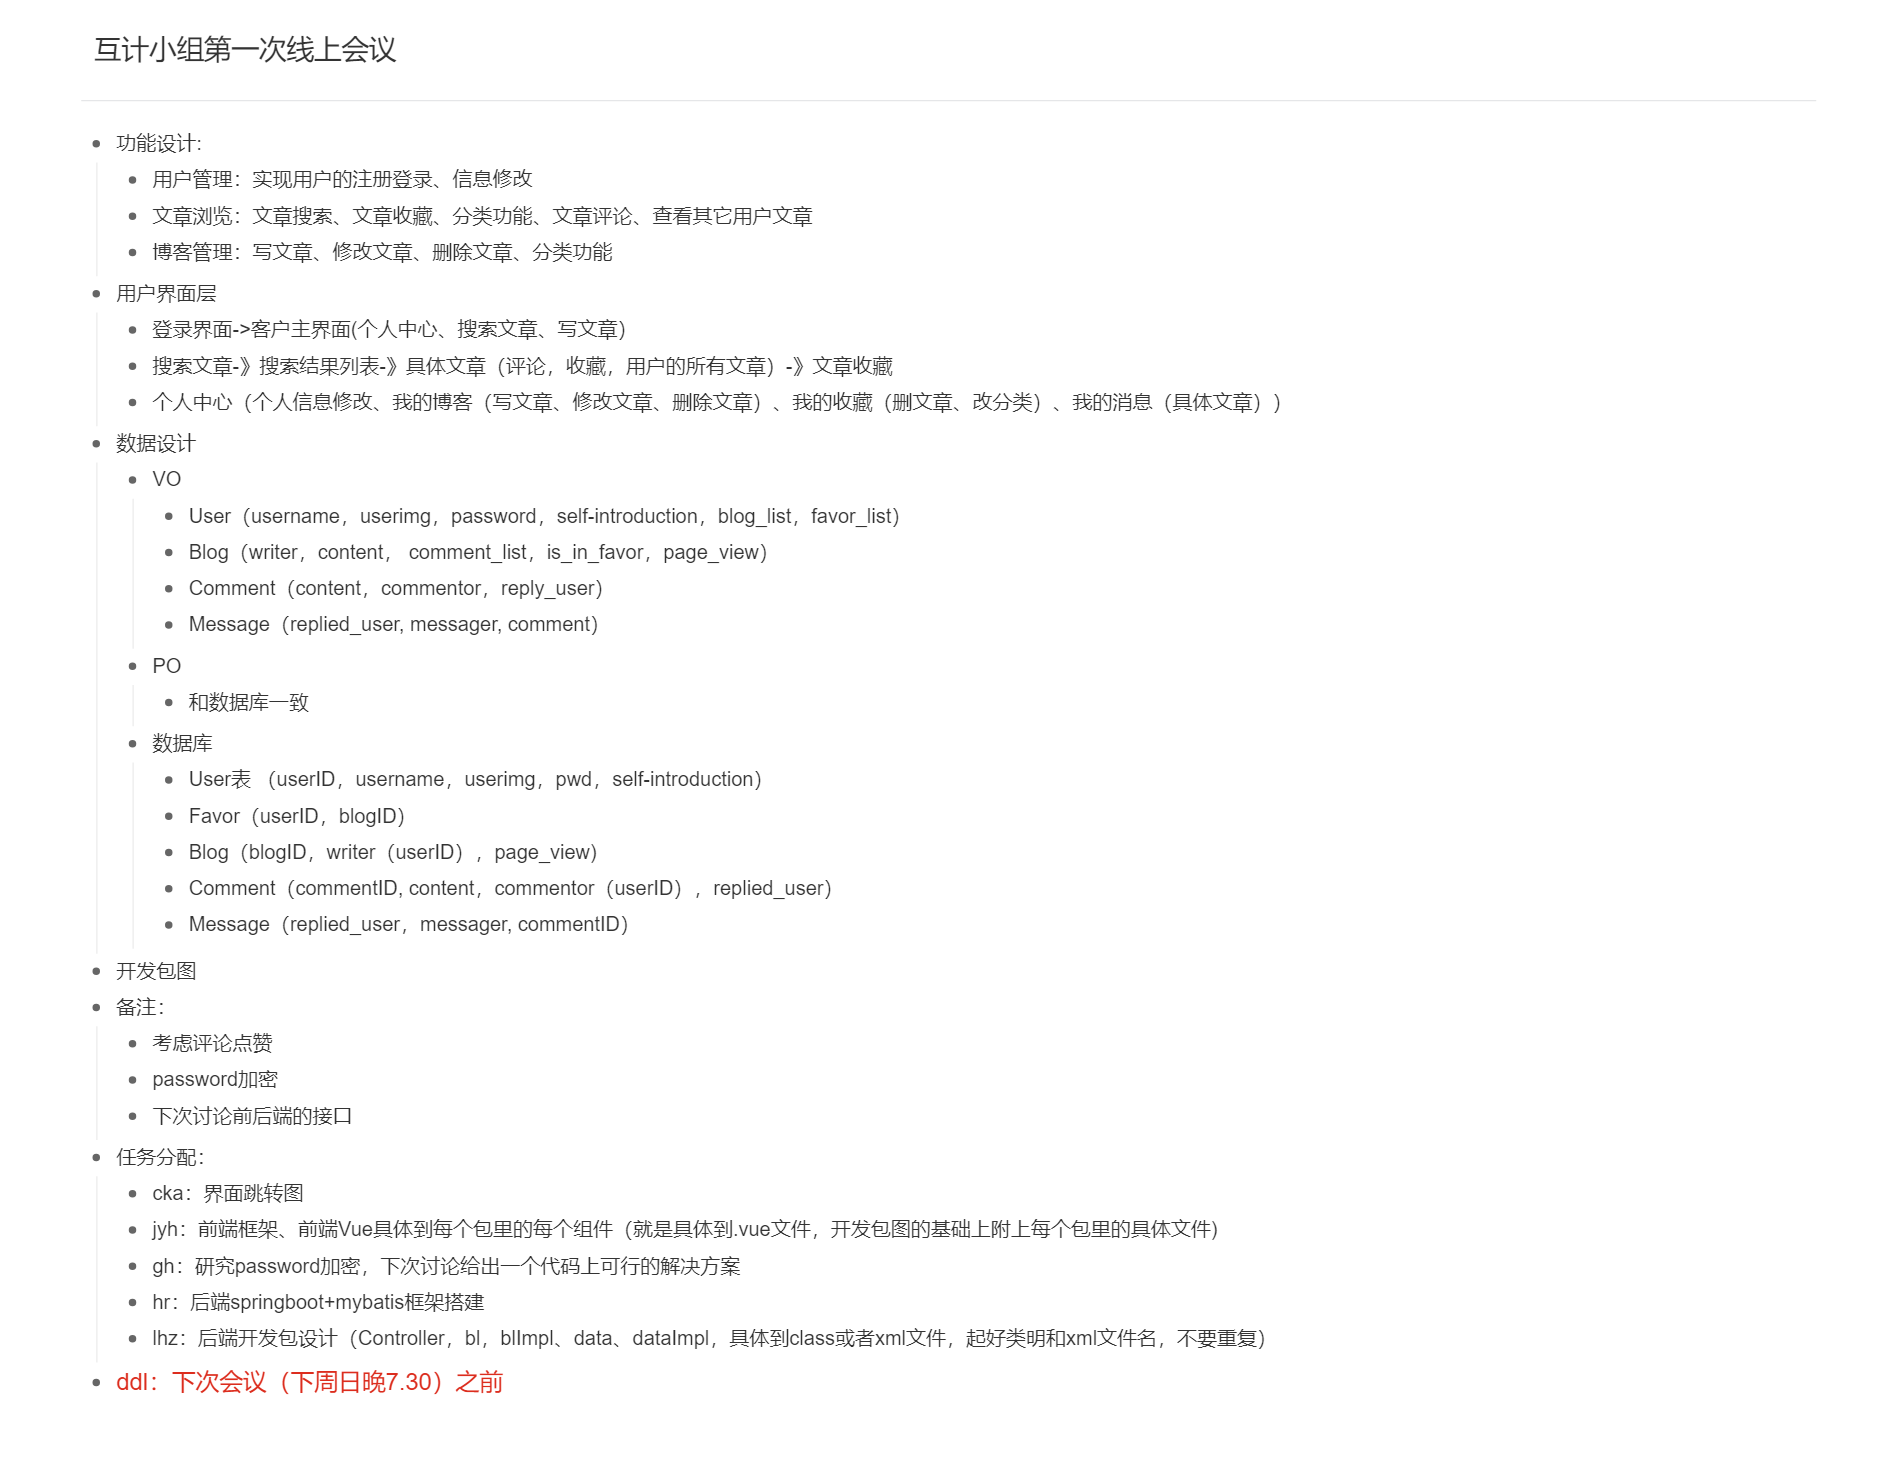 互计小组第一次线上会议
功能设计:
用户管理：实现用户的注册登录、信息修改
文章浏览：文章搜索、文章收藏、分类功能、文章评论、查看其它用户文章
博客管理：写文章、修改文章、删除文章、分类功能
用户界面层
登录界面->客户主界面(个人中心、搜索文章、写文章)
搜索文章-》搜索结果列表-》具体文章（评论，收藏，用户的所有文章）-》文章收藏
个人中心（个人信息修改、我的博客（写文章、修改文章、删除文章）、我的收藏（删文章、改分类）、我的消息（具体文章））
数据设计
VO
User（username，userimg，password，self-introduction，blog_list，favor_list）
Blog（writer，content， comment_list，is_in_favor，page_view）
Comment（content，commentor，reply_user）
Message（replied_user, messager, comment）
PO
和数据库一致
数据库
User表 （userID，username，userimg，pwd，self-introduction）
Favor（userID，blogID）
Blog（blogID，writer（userID），page_view）
Comment（commentID, content，commentor（userID），replied_user）
Message（replied_user，messager, commentID）
开发包图
备注：
考虑评论点赞
password加密
下次讨论前后端的接口
任务分配：
cka：界面跳转图
jyh：前端框架、前端Vue具体到每个包里的每个组件（就是具体到.vue文件，开发包图的基础上附上每个包里的具体文件)
gh：研究password加密，下次讨论给出一个代码上可行的解决方案
hr：后端springboot+mybatis框架搭建
lhz：后端开发包设计（Controller，bl，blImpl、data、dataImpl，具体到class或者xml文件，起好类明和xml文件名，不要重复）
ddl：下次会议（下周日晚7.30）之前